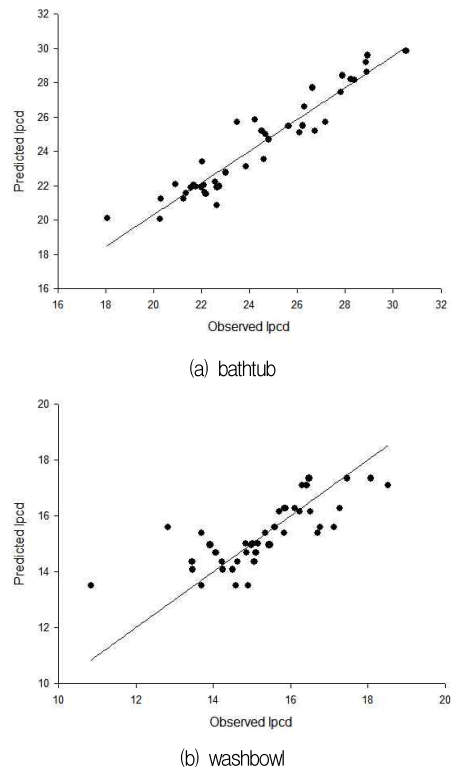 32
30
28
26
24
22
20
18
16
Predicted lpcd
16 18 20 22 24 26 28 30 32
Observed lpcd
(a) bathtub
20
18
16
14
12
10
Predicted lpcd
10 12 14 16 18 20
Observed lpcd
(b) washbowl